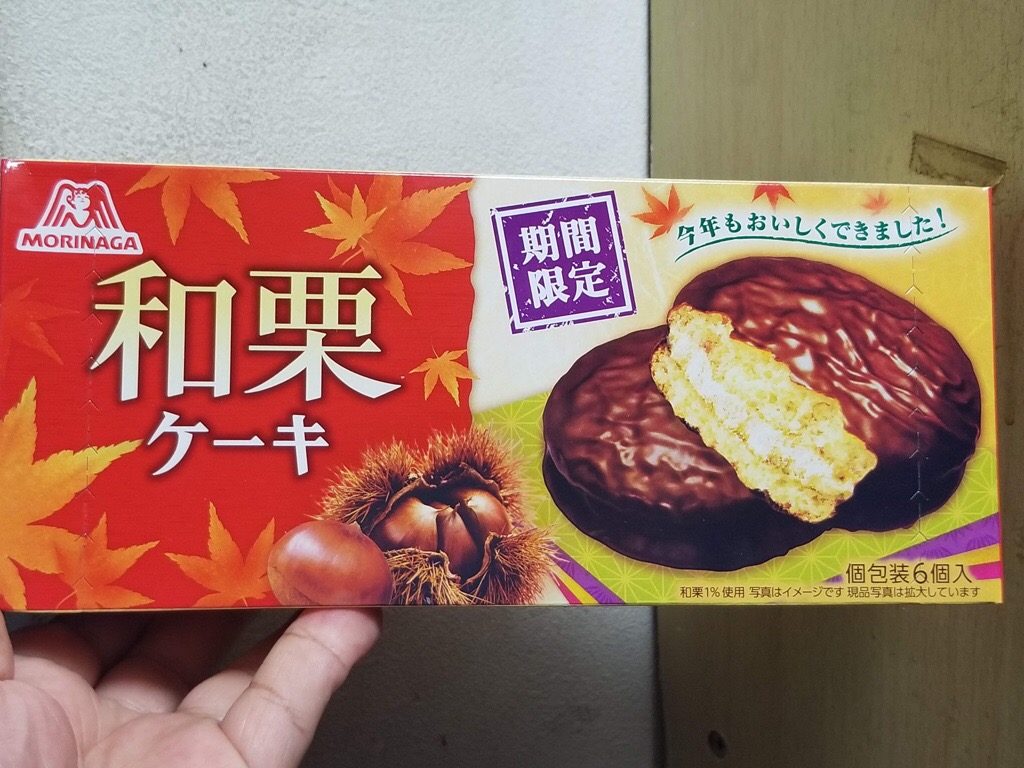 MORINAGA
和栗
ケーキ
期間
限定
今年もおいしくできました!
個包装6個入
和栗1%使用 写真はイメージです 現品写真は拡大しています